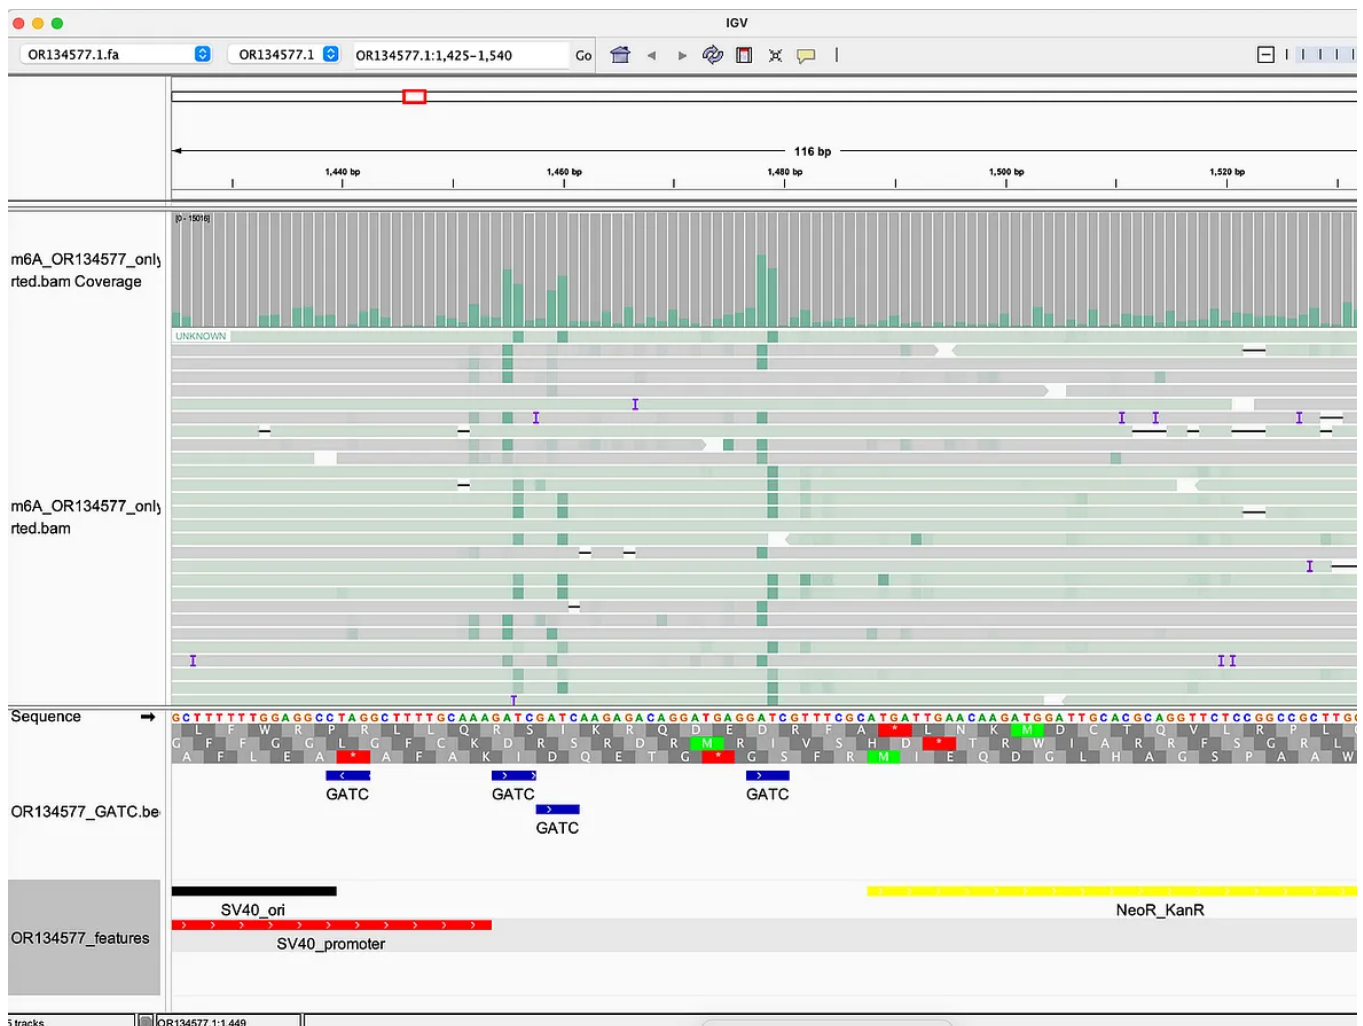 IGV
OR134577.1.fa OR134577.1 OR134577.1:1,425-1,540 Go
116 bp
1,440 bp 1,460 bp 1,480 bp 1,500 bp 1,520 bp
[0 - 15016]
m6A_OR134577_only
rted.bam Coverage
UNKNOWN
m6A_OR134577_only
rted.bam
Sequence GCTTTTTTGGAGGCCTAGGCTTTTGCAAAGATCGATCAAGAGACAGGATGAGGATCGTTTCGCATGATTGAACAAGATGGATTGCACGCAGGTTCTCCGGCCGCTTG
L F W R P R L L Q R S I K R Q D E D R F A * L N K M D C T Q V L R P L
G F F G G L G F C K D R S R D R M R I V S H D * T R W I A R R F S G R L
A F L E A * A F A K I D Q E T G * G S F R M I E Q D G L H A G S P A A W
GATC GATC GATC
OR134577_GATC.be
GATC
SV40_ori NeoR_KanR
OR134577_features
SV40_promoter
tracks OR134577.1:1,449